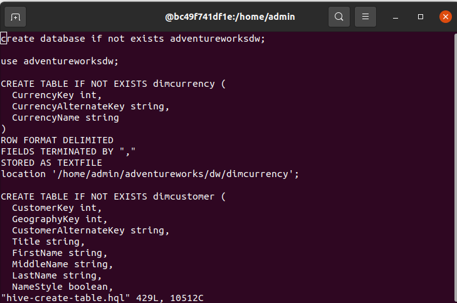 @bc49f741df1e:/home/admin
create database if not exists adventureworksdw;
use adventureworksdw;
CREATE TABLE IF NOT EXISTS dimcurrency (
  CurrencyKey int,
  CurrencyAlternateKey string,
  CurrencyName string
)
ROW FORMAT DELIMITED
FIELDS TERMINATED BY ","
STORED AS TEXTFILE
location '/home/admin/adventureworks/dw/dimcurrency';
CREATE TABLE IF NOT EXISTS dimcustomer (
  CustomerKey int,
  GeographyKey int,
  CustomerAlternateKey string,
  Title string,
  FirstName string,
  MiddleName string,
  LastName string,
  NameStyle boolean,
"hive-create-table.hql" 429L, 10512C